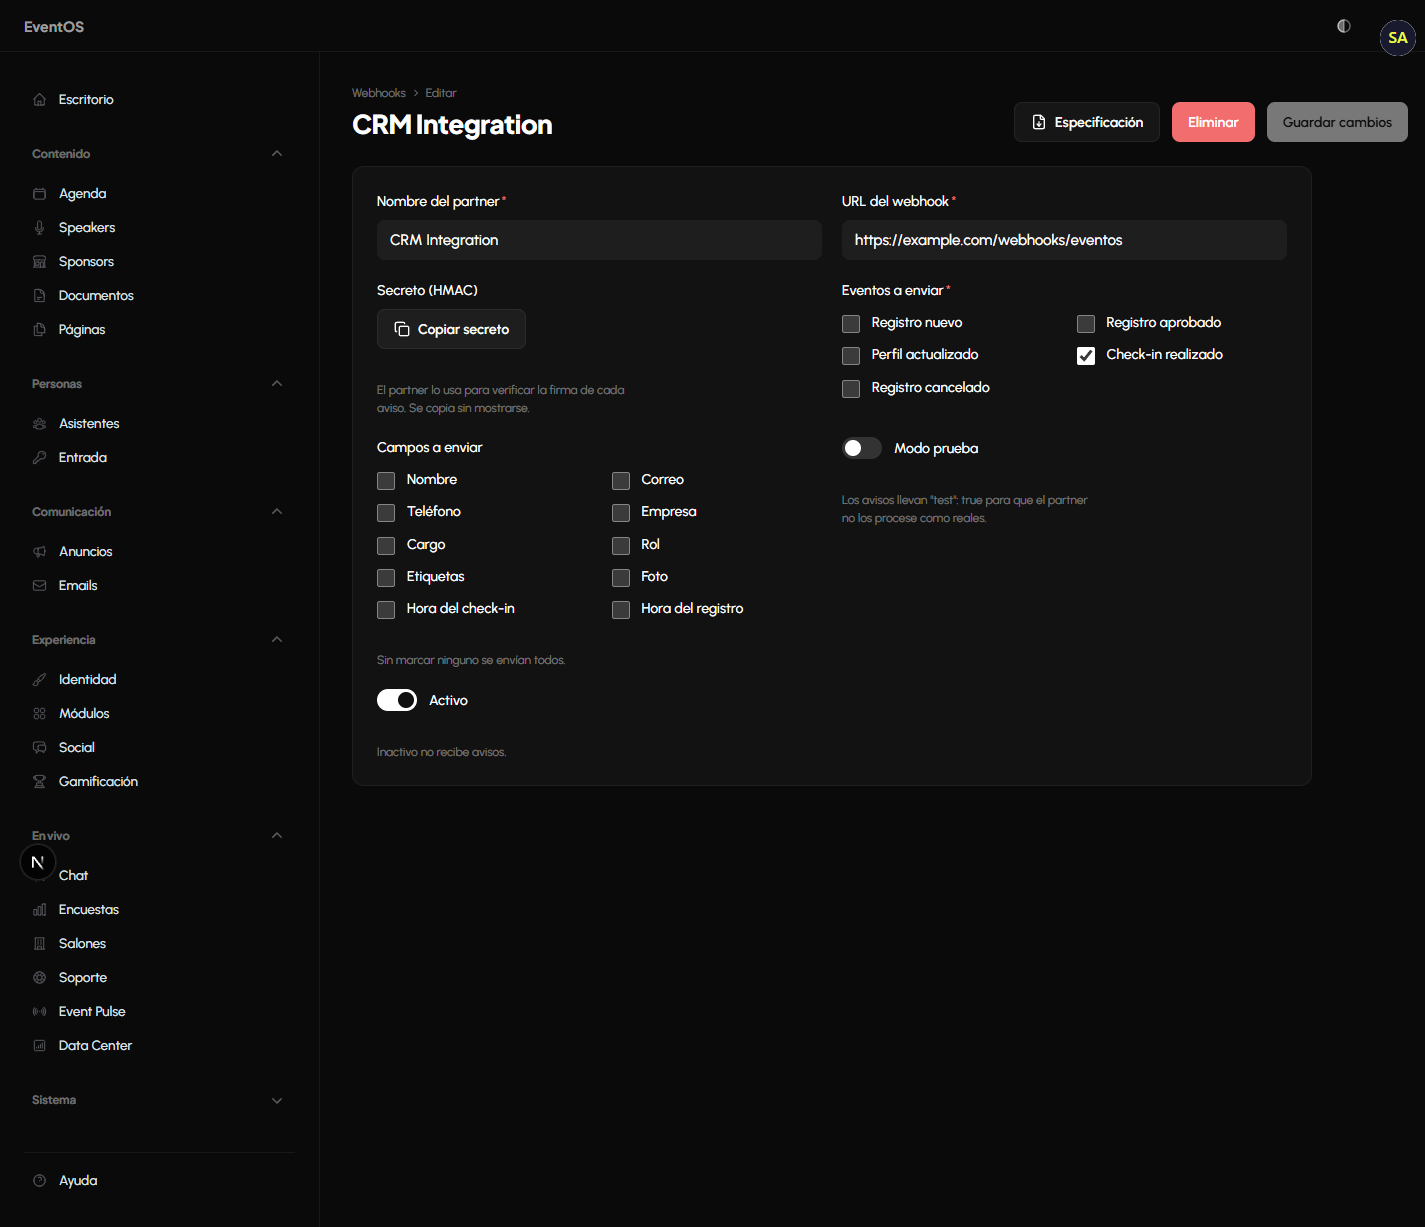 EventOS
SA
Escritorio
Contenido
Agenda
Speakers
Sponsors
Documentos
Páginas
Personas
Asistentes
Entrada
Comunicación
Anuncios
Emails
Experiencia
Identidad
Módulos
Social
Gamificación
En vivo
N
Chat
Encuestas
Salones
Soporte
Event Pulse
Data Center
Sistema
Ayuda
Webhooks > Editar
CRM Integration
Especificación
Eliminar
Guardar cambios
Nombre del partner*
CRM Integration
URL del webhook*
https://example.com/webhooks/eventos
Secreto (HMAC)
Copiar secreto
El partner lo usa para verificar la firma de cada
aviso. Se copia sin mostrarse.
Eventos a enviar*
Registro nuevo
Registro aprobado
Perfil actualizado
Check-in realizado
Registro cancelado
Campos a enviar
Nombre
Correo
Teléfono
Empresa
Cargo
Rol
Etiquetas
Foto
Hora del check-in
Hora del registro
Sin marcar ninguno se envían todos.
Modo prueba
Los avisos llevan "test": true para que el partner
no los procese como reales.
Activo
Inactivo no recibe avisos.